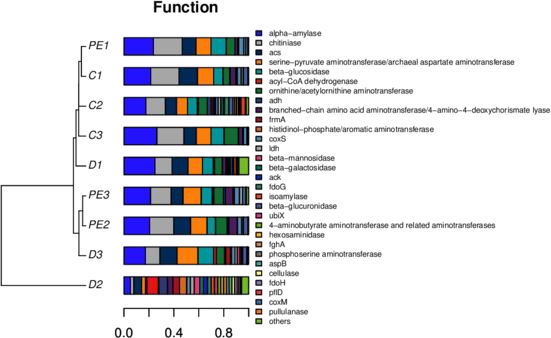 Function
PE1
C1
C2
C3
D1
PE3
PE2
D3
D2
0.0
0.4
0.8
alpha-amylase
chitiniase
acs
serine-pyruvate aminotransferase/archaeal aspartate aminotransferase
beta-glucosidase
acyl-CoA dehydrogenase
ornithine/acetylornithine aminotransferase
adh
branched-chain amino acid aminotransferase/4-amino-4-deoxychorismate lyase
frmA
histidinol-phosphate/aromatic aminotransferase
coxS
ldh
beta-mannosidase
beta-galactosidase
ack
fdoG
isoamylase
beta-glucuronidase
ubiX
4-aminobutyrate aminotransferase and related aminotransferases
hexosaminidase
fghA
phosphoserine aminotransferase
aspB
cellulase
fdoH
pflD
coxM
pullulanase
others